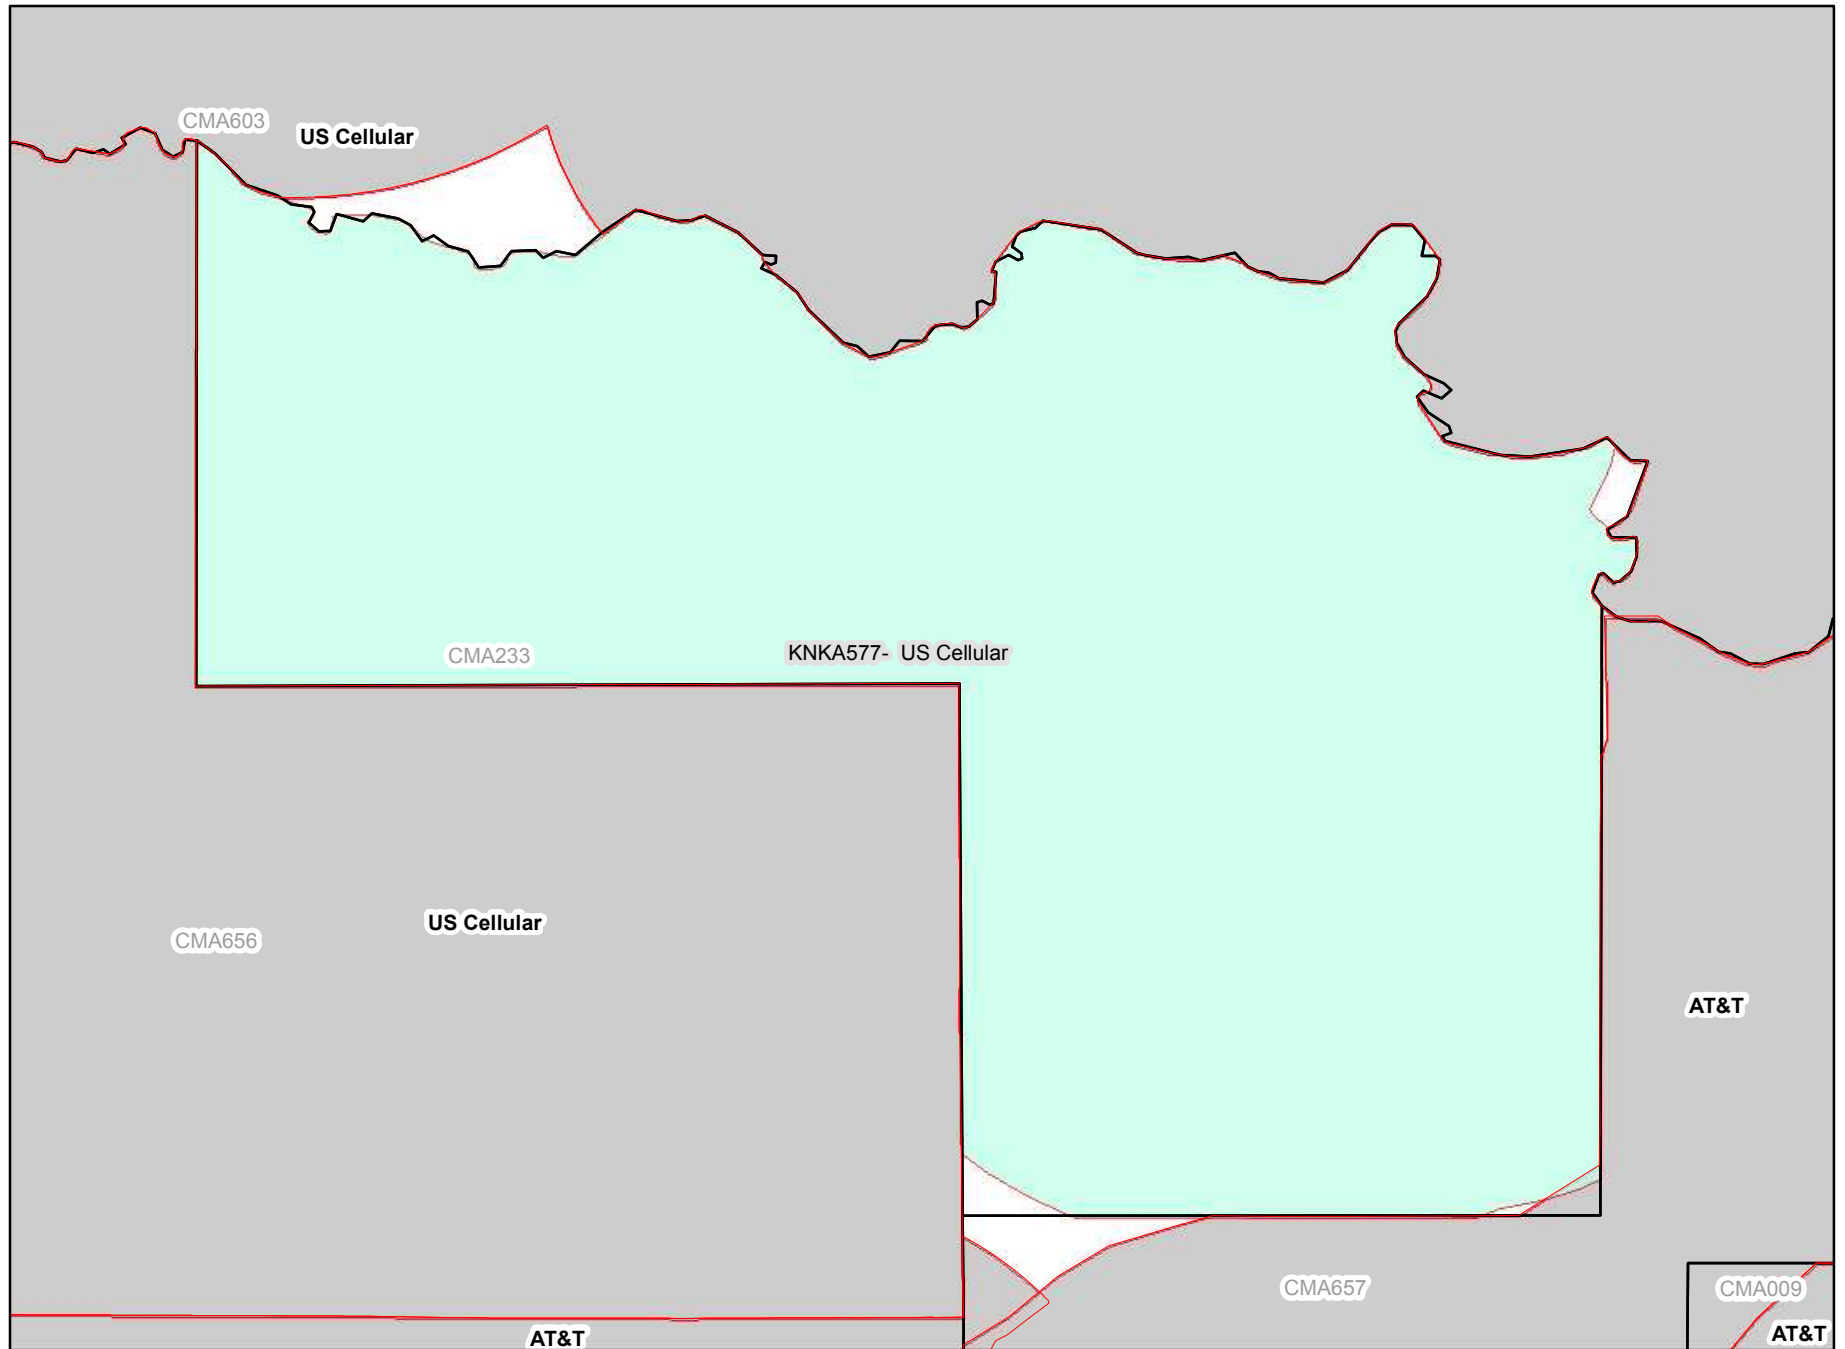 CMA603
US Cellular
CMA233
KNKA577- US Cellular
US Cellular
CMA656
AT&T
CMA657
CMA009
AT&T
AT&T